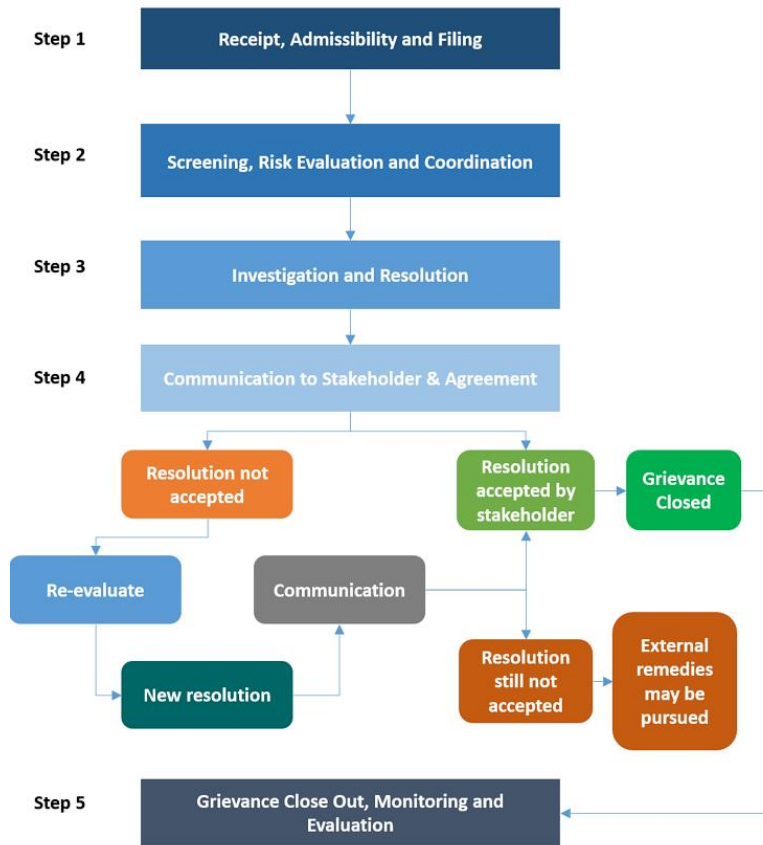 Step 1
Receipt, Admissibility and Filing
Step 2
Screening, Risk Evaluation and Coordination
Step 3
Investigation and Resolution
Step 4
Communication to Stakeholder & Agreement
Resolution not
accepted
Resolution
accepted by
stakeholder
Grievance
Closed
Re-evaluate
Communication
New resolution
Resolution
still not
accepted
External
remedies
may be
pursued
Step 5
Grievance Close Out, Monitoring and
Evaluation